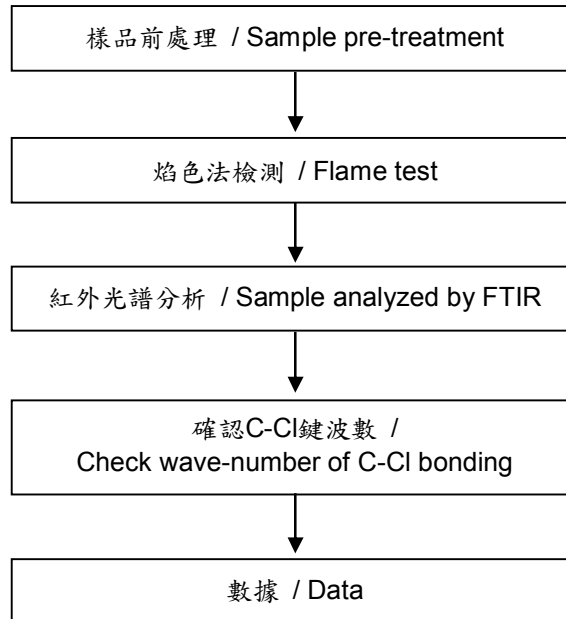 樣品前處理 / Sample pre-treatment
焰色法檢測 / Flame test
紅外光譜分析 / Sample analyzed by FTIR
確認C-Cl鍵波數 /
Check wave-number of C-Cl bonding
數據 / Data